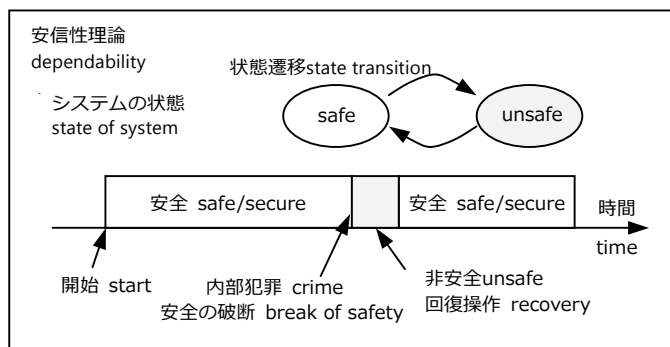 安信性理論
dependability
システムの状態
state of system
状態遷移state transition
safe
unsafe
安全 safe/secure
安全 safe/secure
時間
time
開始 start
内部犯罪 crime
安全の破断 break of safety
非安全unsafe
回復操作 recovery